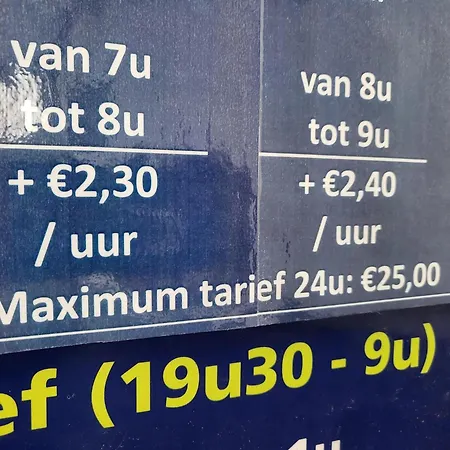 van 7u
tot 8u
+ €2,30
/ uur
van 8u
tot 9u
+ €2,40
/ uur
Maximum tarief 24u: €25,00
ef (19u30 - 9u)